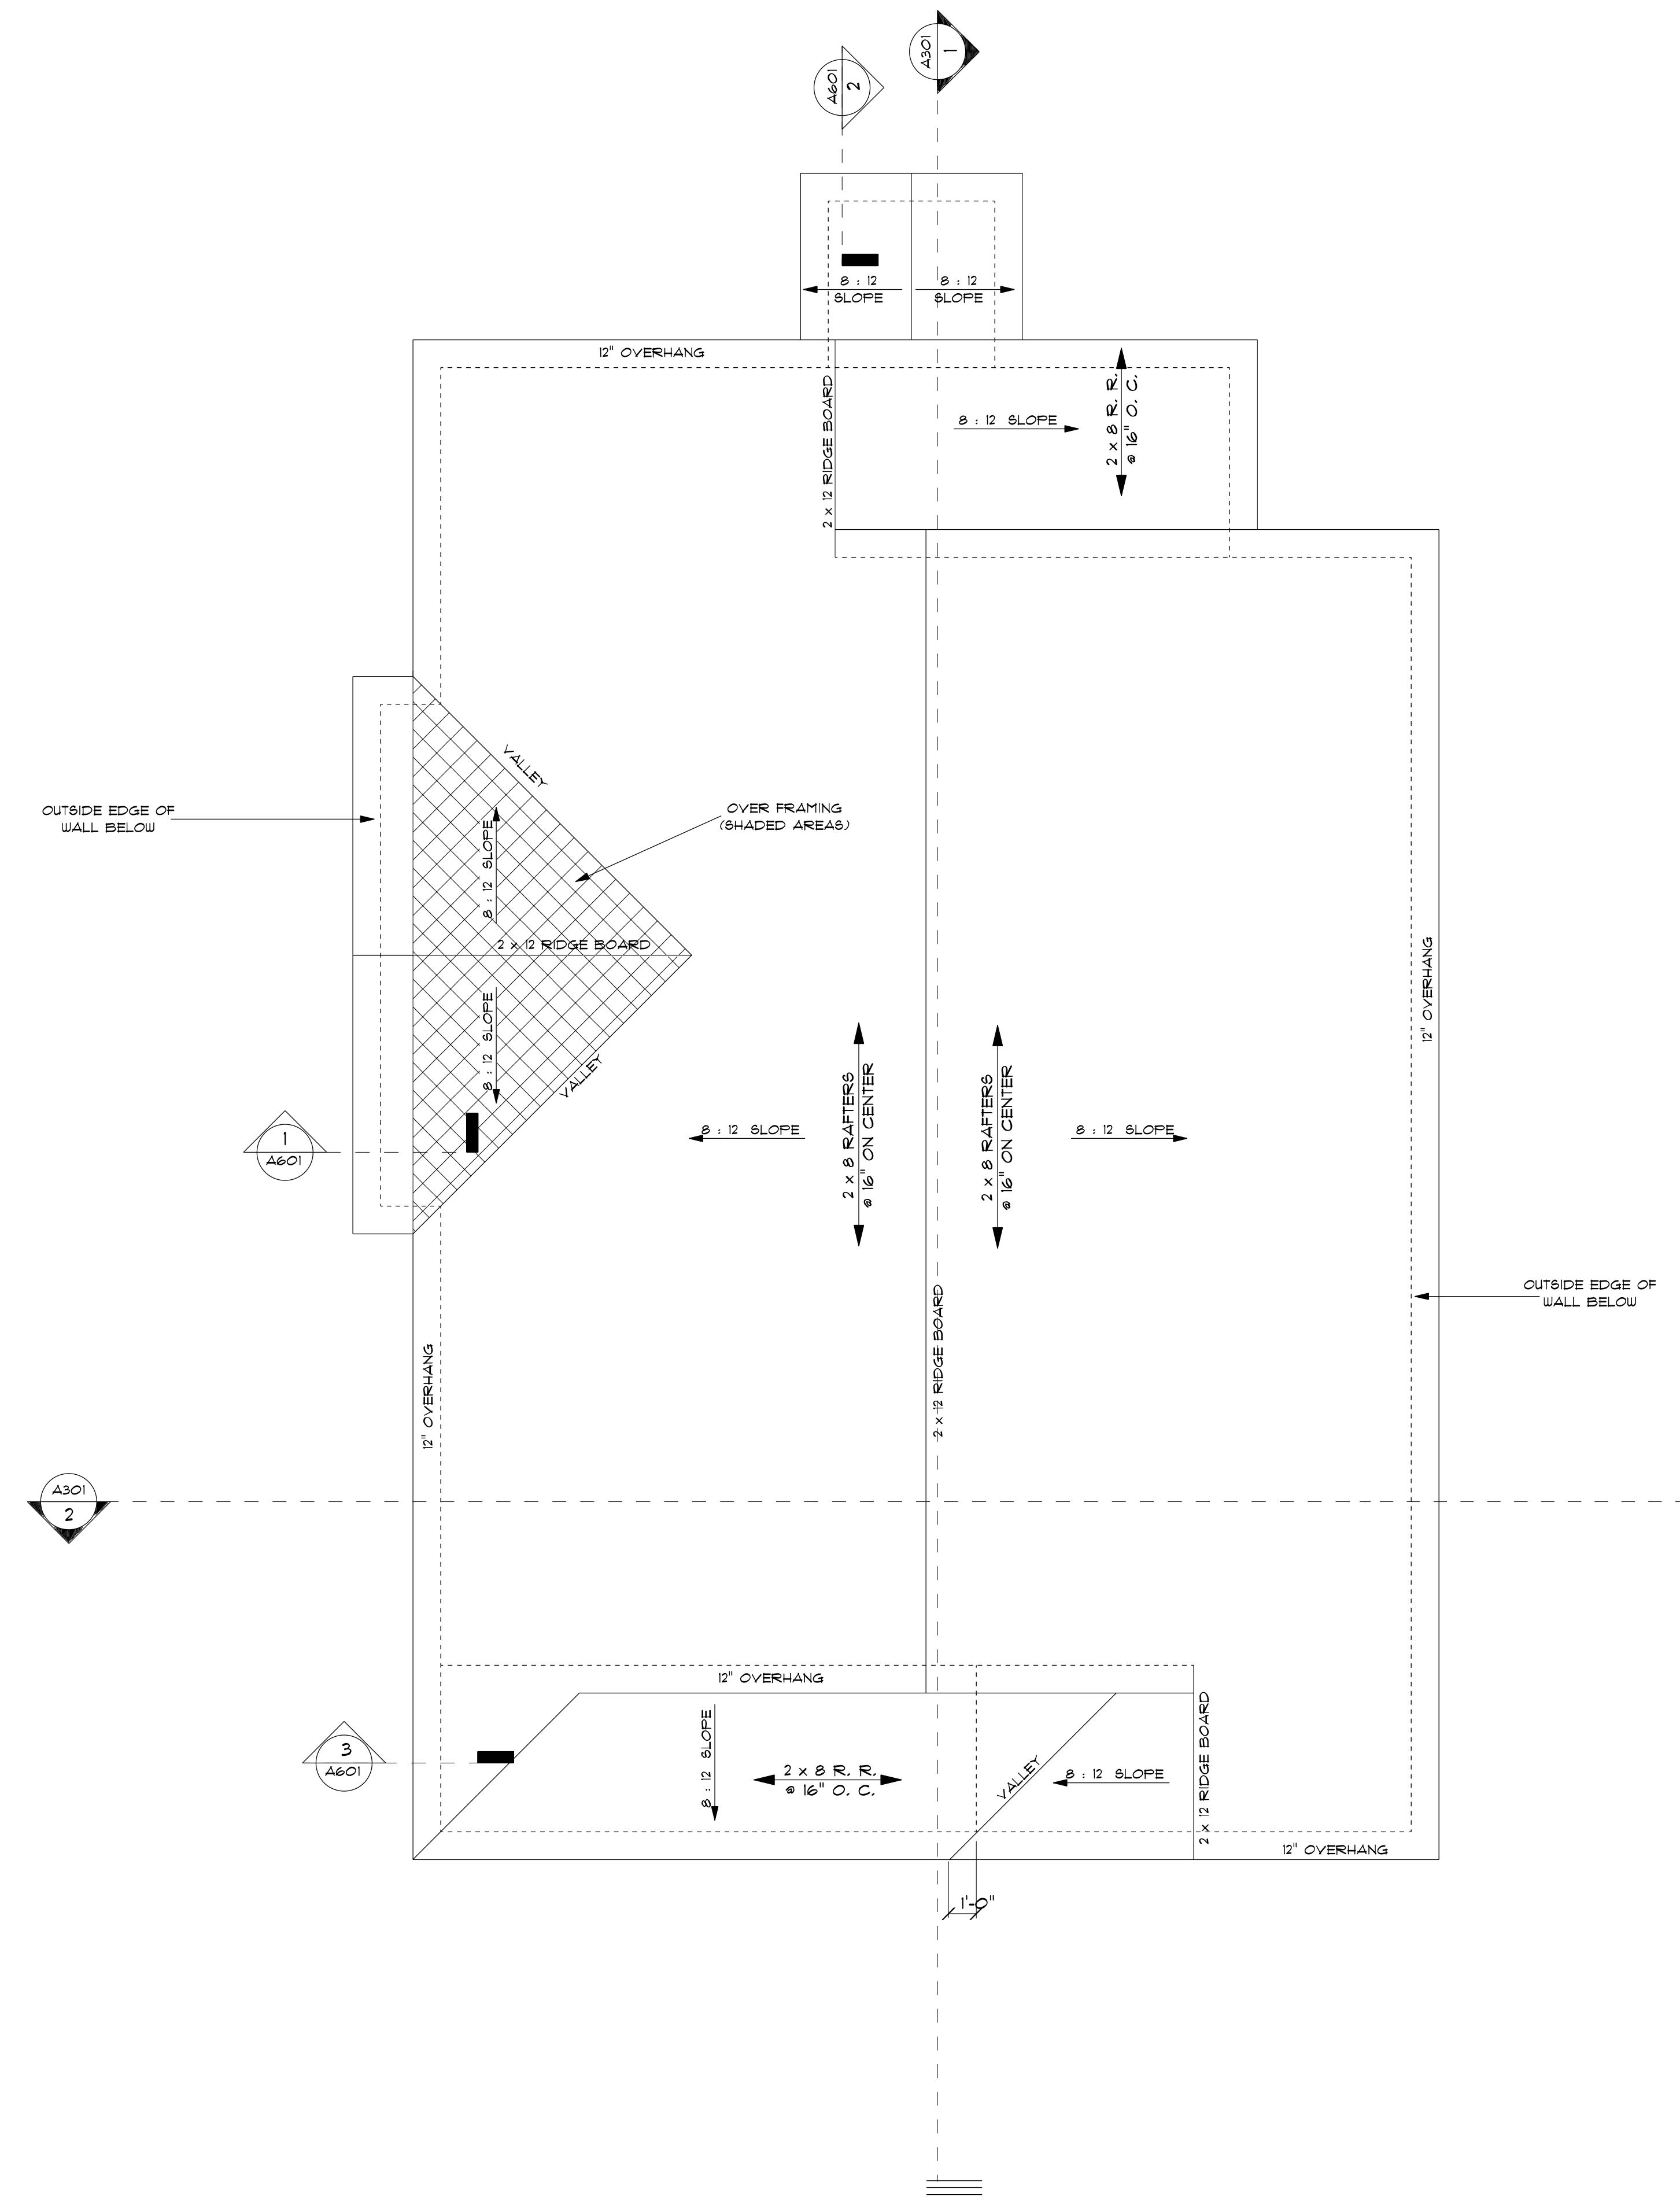 A301
1
A601
2
8 : 12
SLOPE
8 : 12
SLOPE
12" OVERHANG
2 x 12 RIDGE BOARD
8 : 12 SLOPE
2 x 8 R. R.
@ 16" O. C.
VALLEY
OUTSIDE EDGE OF
WALL BELOW
OVER FRAMING
(SHADED AREAS)
8 : 12 SLOPE
2 x 12 RIDGE BOARD
8 : 12 SLOPE
VALLEY
12" OVERHANG
1
A601
8 : 12 SLOPE
2 x 8 RAFTERS
@ 16" ON CENTER
2 x 8 RAFTERS
@ 16" ON CENTER
8 : 12 SLOPE
OUTSIDE EDGE OF
WALL BELOW
2 x 12 RIDGE BOARD
12" OVERHANG
A301
2
12" OVERHANG
3
A601
8 : 12 SLOPE
2 x 8 R. R.
@ 16" O. C.
VALLEY
8 : 12 SLOPE
2 x 12 RIDGE BOARD
12" OVERHANG
1'-0"